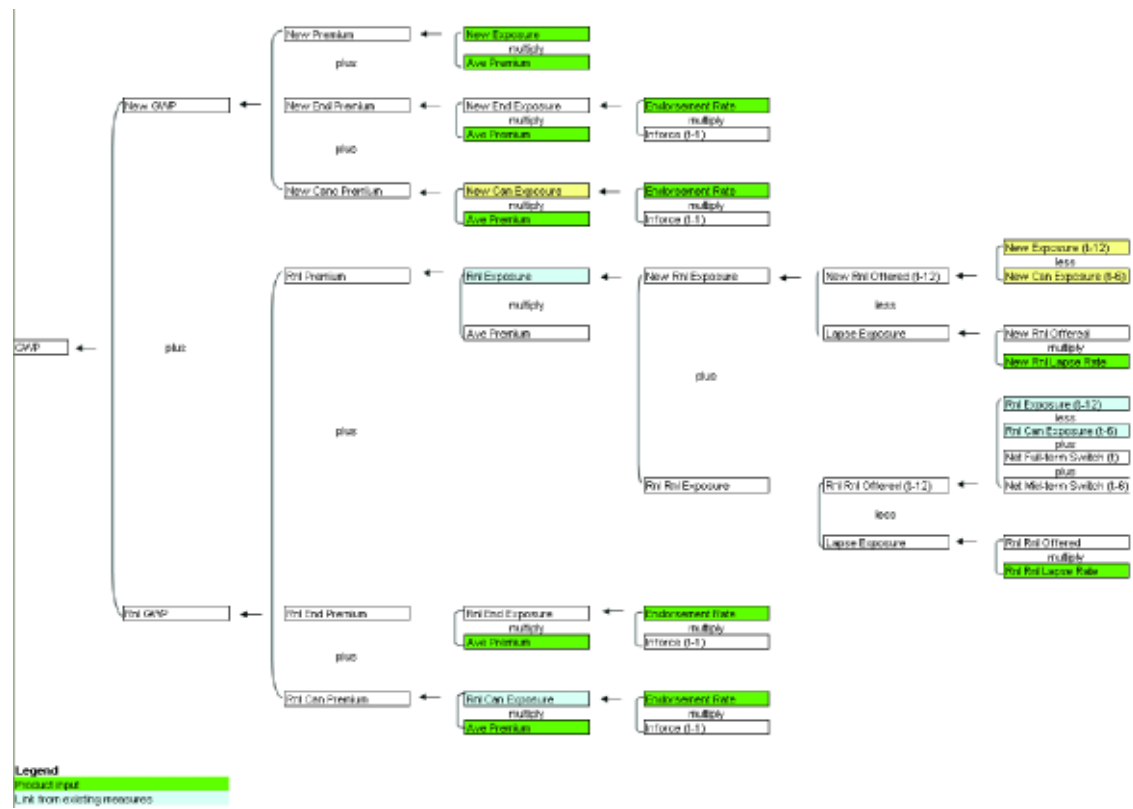 New Premium
New Exposure
multiply
Ave Premium
plus
New GWP
New End Premium
New End Exposure
multiply
Ave Premium
Endorsement Rate
multiply
Inforce (t-1)
plus
New Canc Premium
New Can Exposure
multiply
Ave Premium
Endorsement Rate
multiply
Inforce (t-1)
GWP
plus
Rnl Premium
Rnl Exposure
multiply
Ave Premium
New Rnl Exposure
New Rnl Offered (t-12)
New Exposure (t-12)
less
New Can Exposure (t-6)
less
Lapse Exposure
New Rnl Offered
multiply
New Rnl Lapse Rate
plus
plus
Rnl Rnl Exposure
Rnl Rnl Offered (t-12)
Rnl Exposure (t-12)
less
Rnl Can Exposure (t-6)
plus
Net Full-term Switch (t)
plus
Net Mid-term Switch (t-6)
less
Lapse Exposure
Rnl Rnl Offered
multiply
Rnl Rnl Lapse Rate
Rnl GWP
Rnl End Premium
Rnl End Exposure
multiply
Ave Premium
Endorsement Rate
multiply
Inforce (t-1)
plus
Rnl Can Premium
Rnl Can Exposure
multiply
Ave Premium
Endorsement Rate
multiply
Inforce (t-1)
Legend
Product input
Link from existing measures